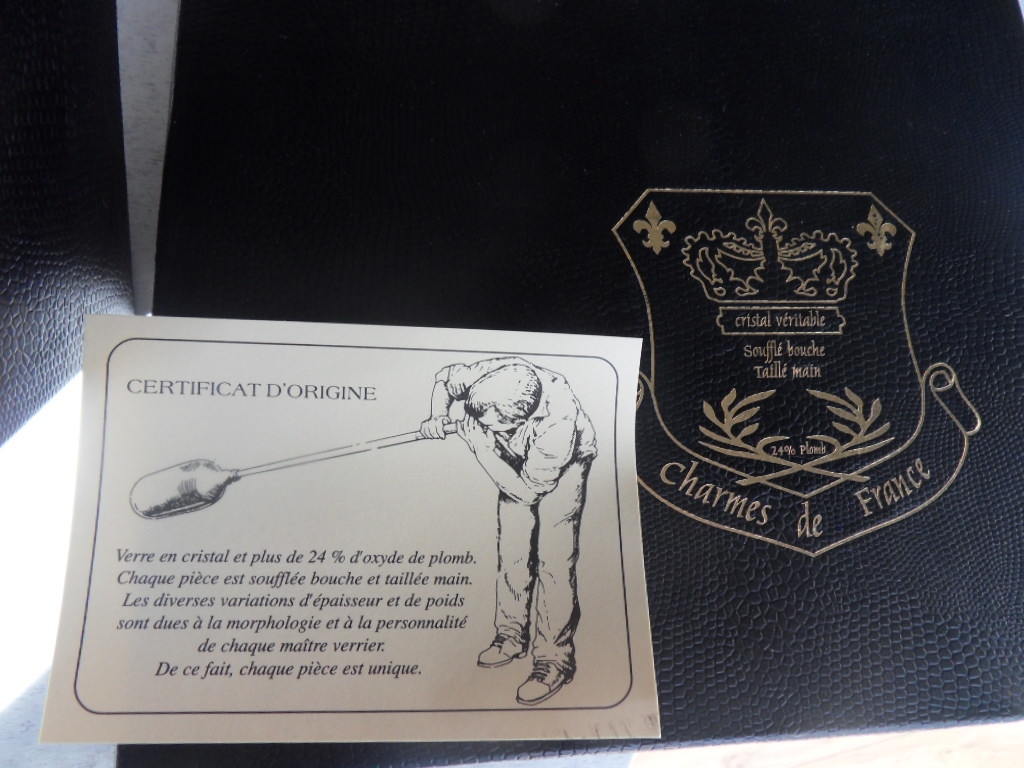 CERTIFICAT D'ORIGINE
Verre en cristal et plus de 24 % d'oxyde de plomb.
Chaque pièce est soufflée bouche et taillée main.
Les diverses variations d'épaisseur et de poids
sont dues à la morphologie et à la personnalité
de chaque maître verrier.
De ce fait, chaque pièce est unique.
cristal véritable
Soufflé bouche
Taillé main
24% Plomb
Charmes de France